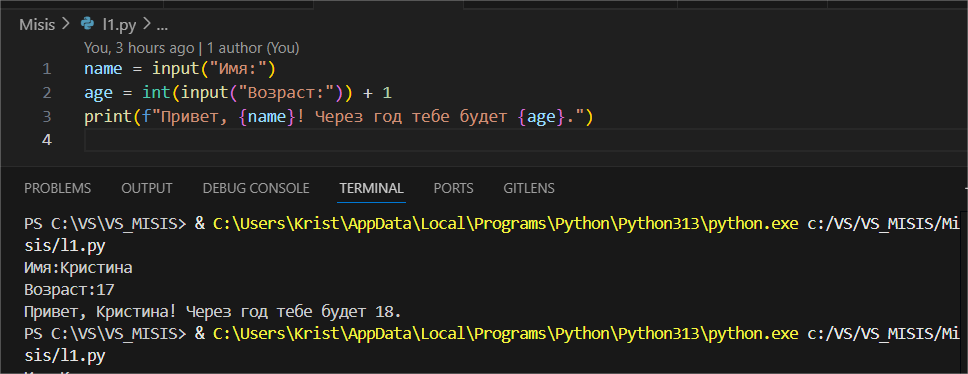 Misis > l1.py > ...
You, 3 hours ago | 1 author (You)
1 name = input("Имя:")
2 age = int(input("Возраст:")) + 1
3 print(f"Привет, {name}! Через год тебе будет {age}.")
4
PROBLEMS OUTPUT DEBUG CONSOLE TERMINAL PORTS GITLENS
PS C:\VS\VS_MISIS> & C:\Users\Krist\AppData\Local\Programs\Python\Python313\python.exe c:/VS/VS_MISIS/Mi
sis/l1.py
Имя:Кристина
Возраст:17
Привет, Кристина! Через год тебе будет 18.
PS C:\VS\VS_MISIS> & C:\Users\Krist\AppData\Local\Programs\Python\Python313\python.exe c:/VS/VS_MISIS/Mi
sis/l1.py